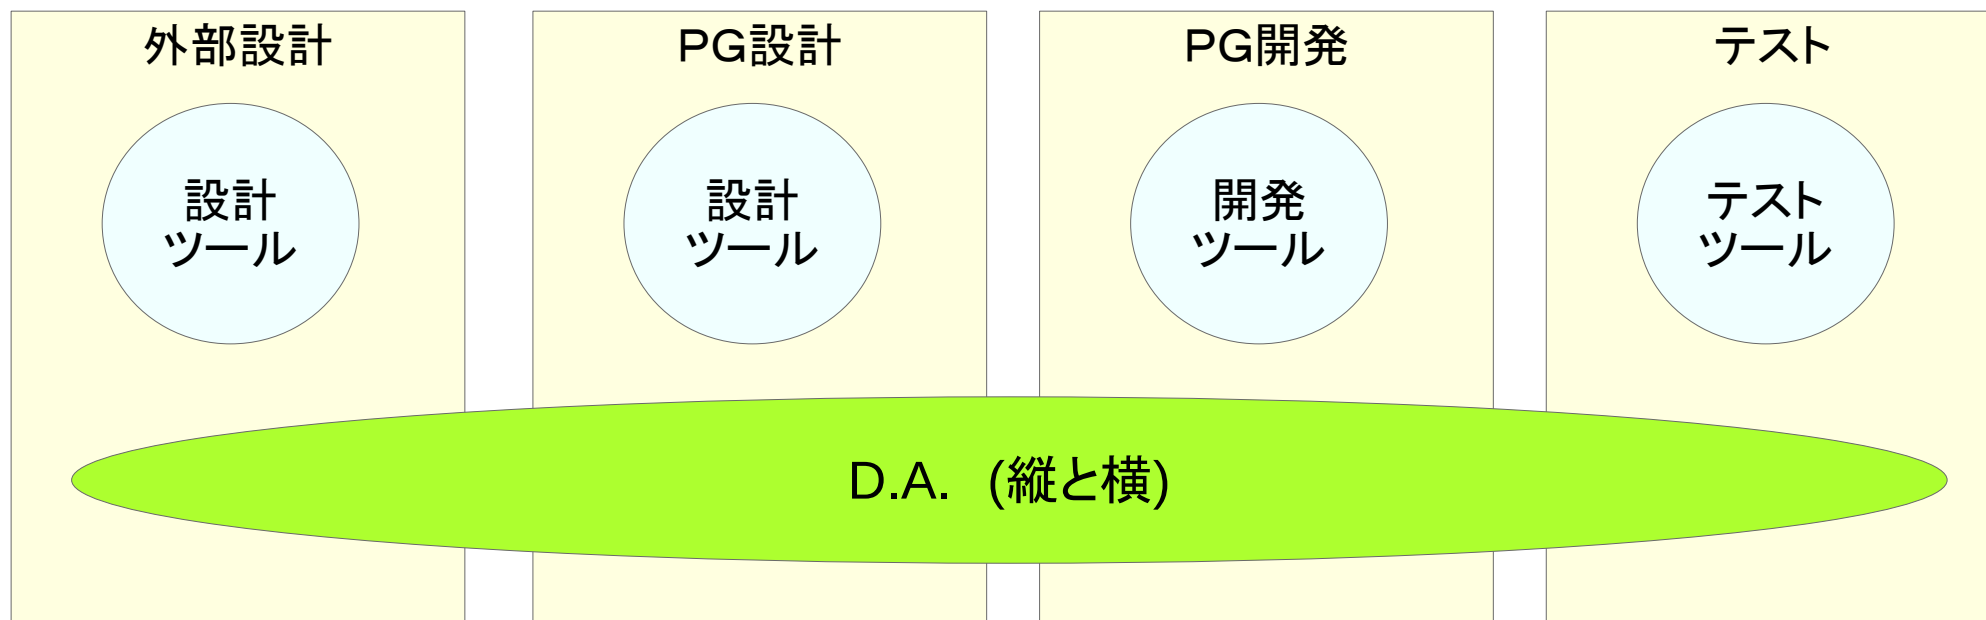 外部設計
PG設計
PG開発
テスト
設計
ツール
設計
ツール
開発
ツール
テスト
ツール
D.A. (縦と横)